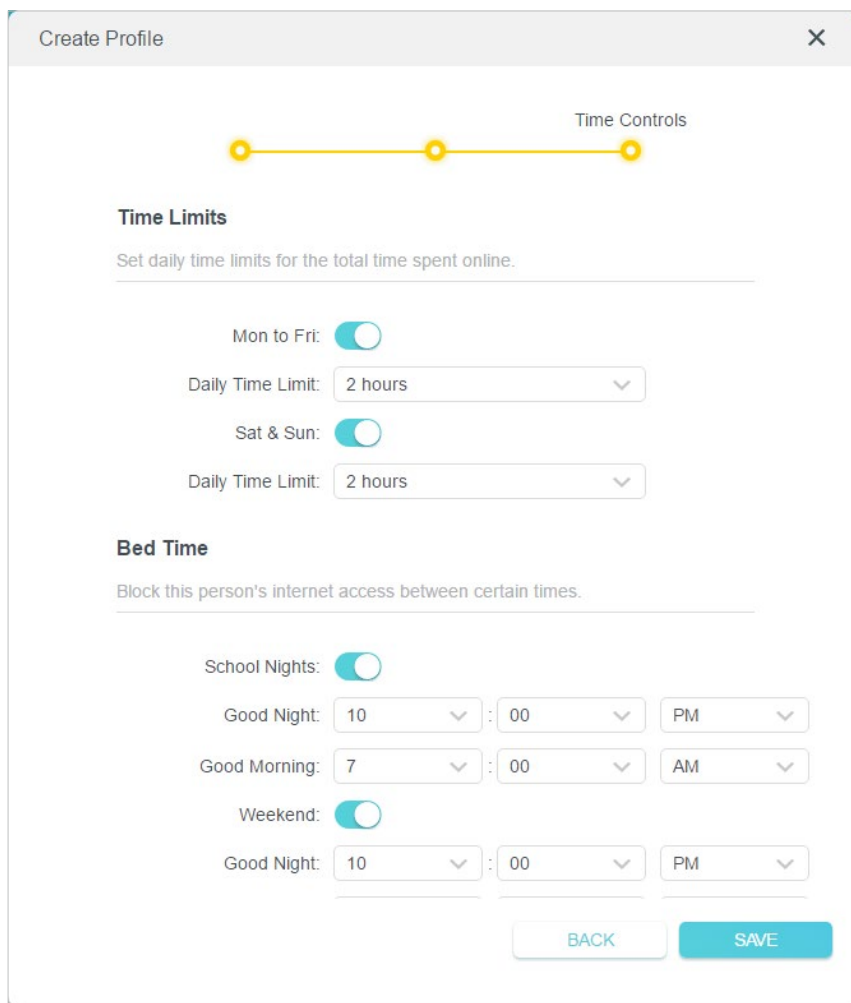 Create Profile
Time Controls
Time Limits
Set daily time limits for the total time spent online.
Mon to Fri:
Daily Time Limit: 2 hours
Sat & Sun:
Daily Time Limit: 2 hours
Bed Time
Block this person's internet access between certain times.
School Nights:
Good Night: 10 : 00 PM
Good Morning: 7 : 00 AM
Weekend:
Good Night: 10 : 00 PM
BACK SAVE